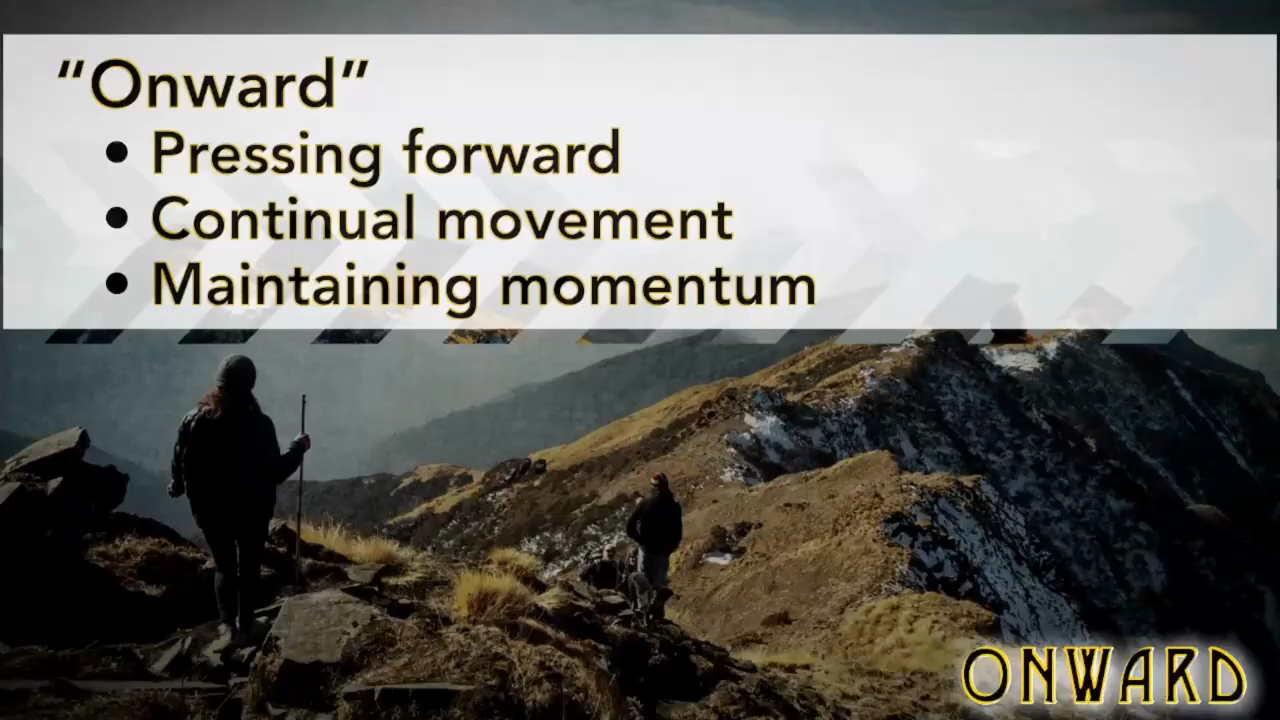 “Onward”
• Pressing forward
• Continual movement
• Maintaining momentum
ONWARD